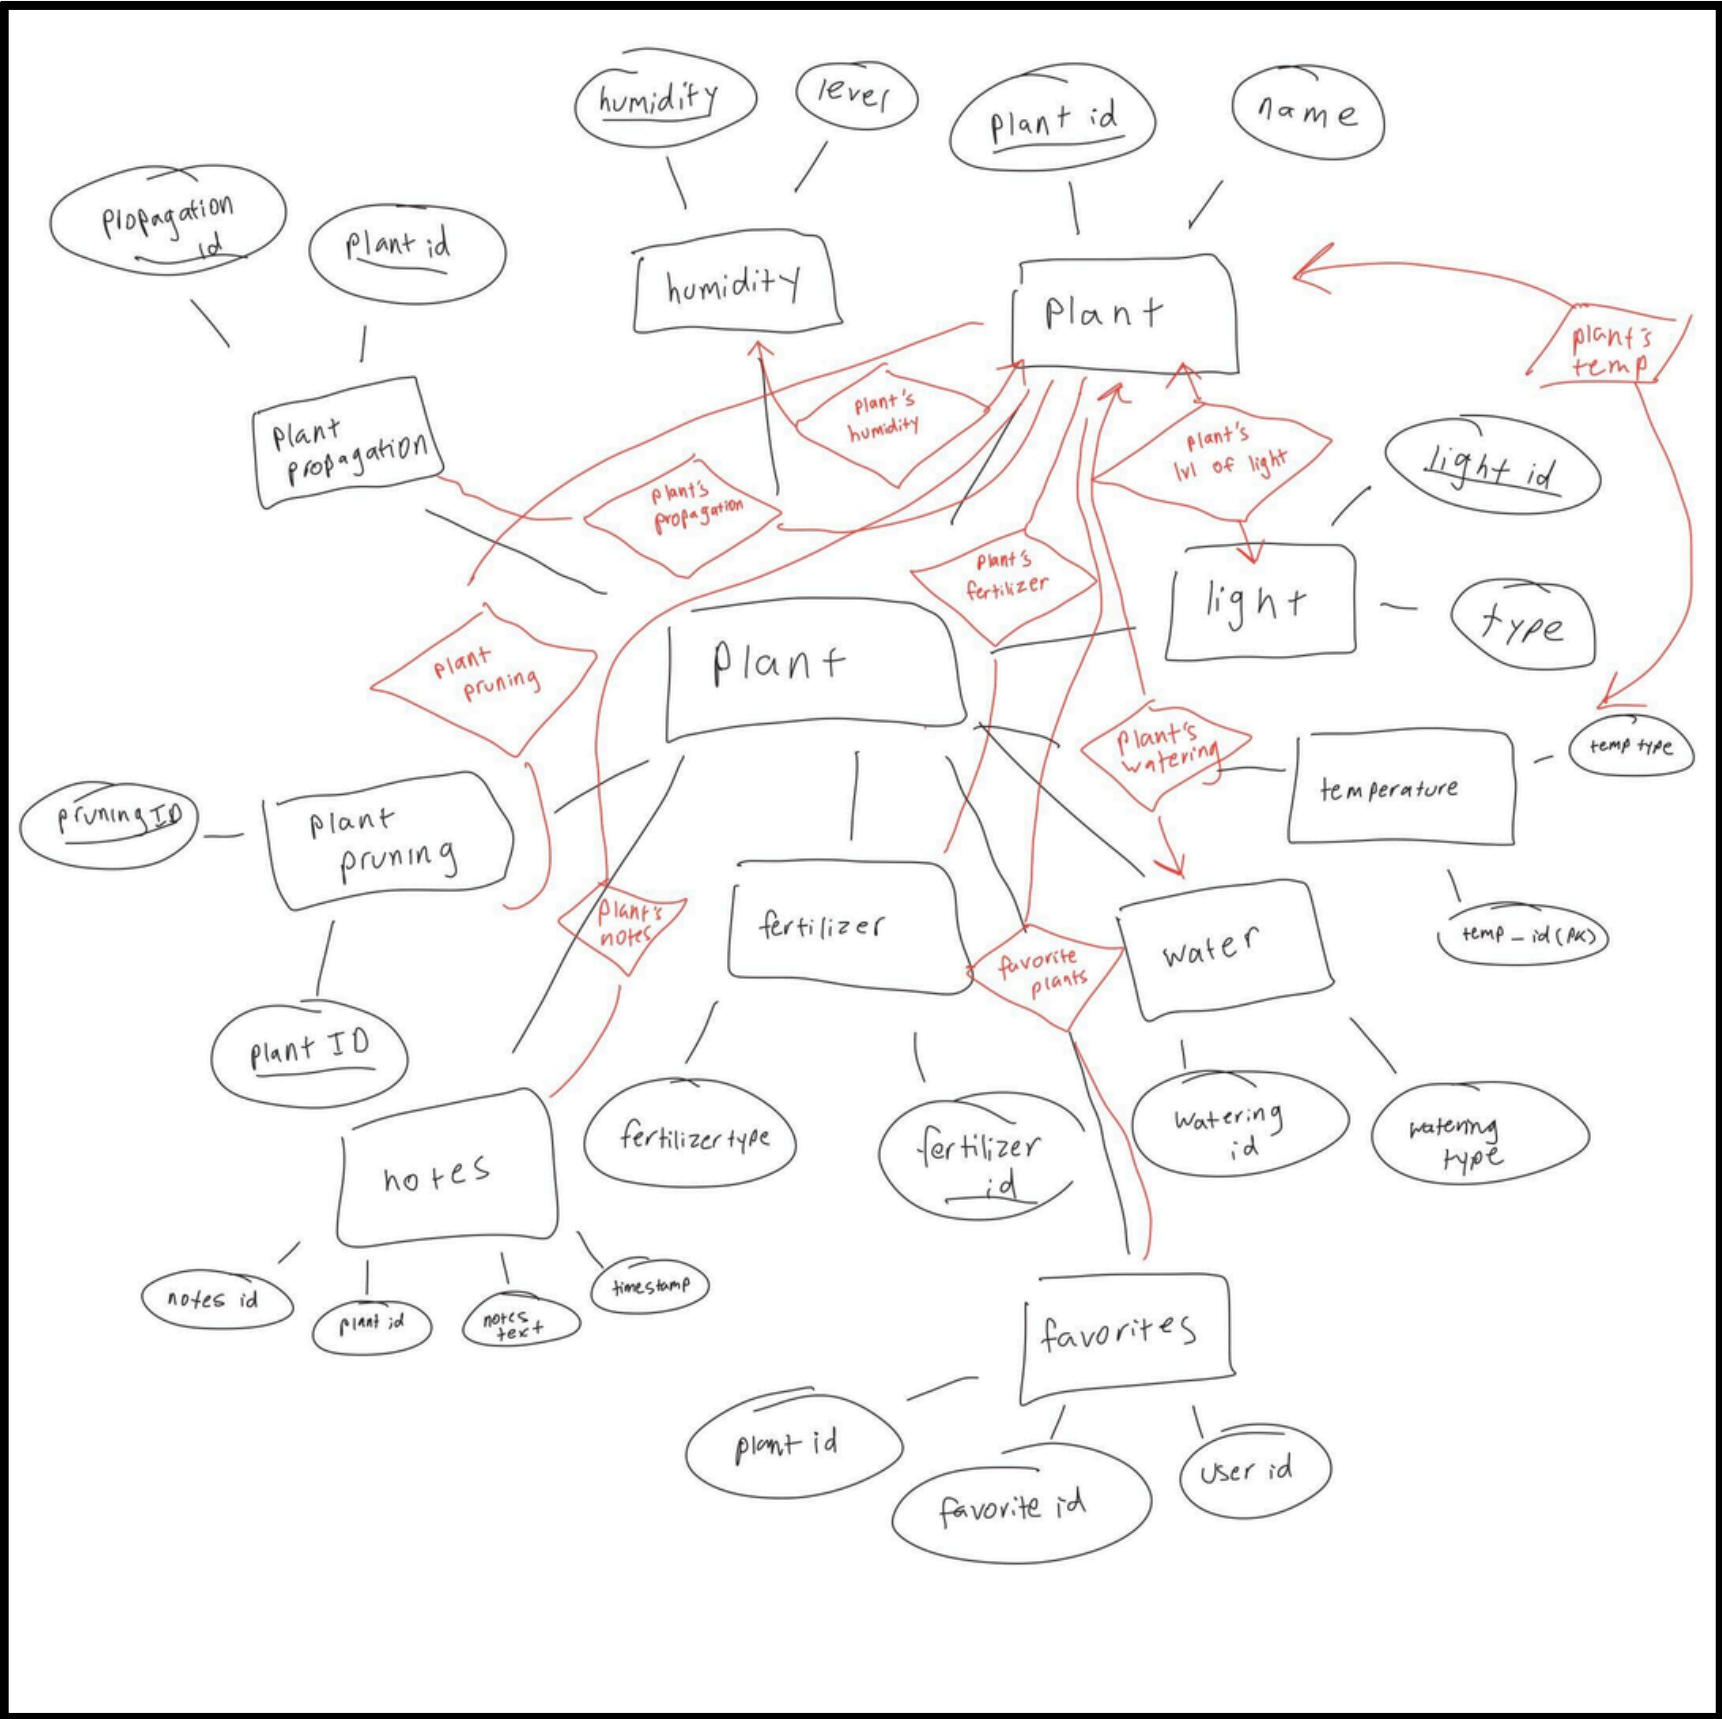 humidity
level
plant id
name
propagation
id
plant id
humidity
plant
plant's
temp
plant
propagation
plant's
humidity
plant's
lvl of light
light id
plant's
propagation
plant's
fertilizer
light
type
plant
plant
pruning
plant's
watering
temp type
temperature
pruning ID
plant
pruning
plant's
notes
fertilizer
favorite
plants
water
temp_id (PK)
plant ID
fertilizer type
fertilizer
id
watering
id
watering
type
notes
notes id
plant id
notes
text
timestamp
favorites
plant id
favorite id
user id